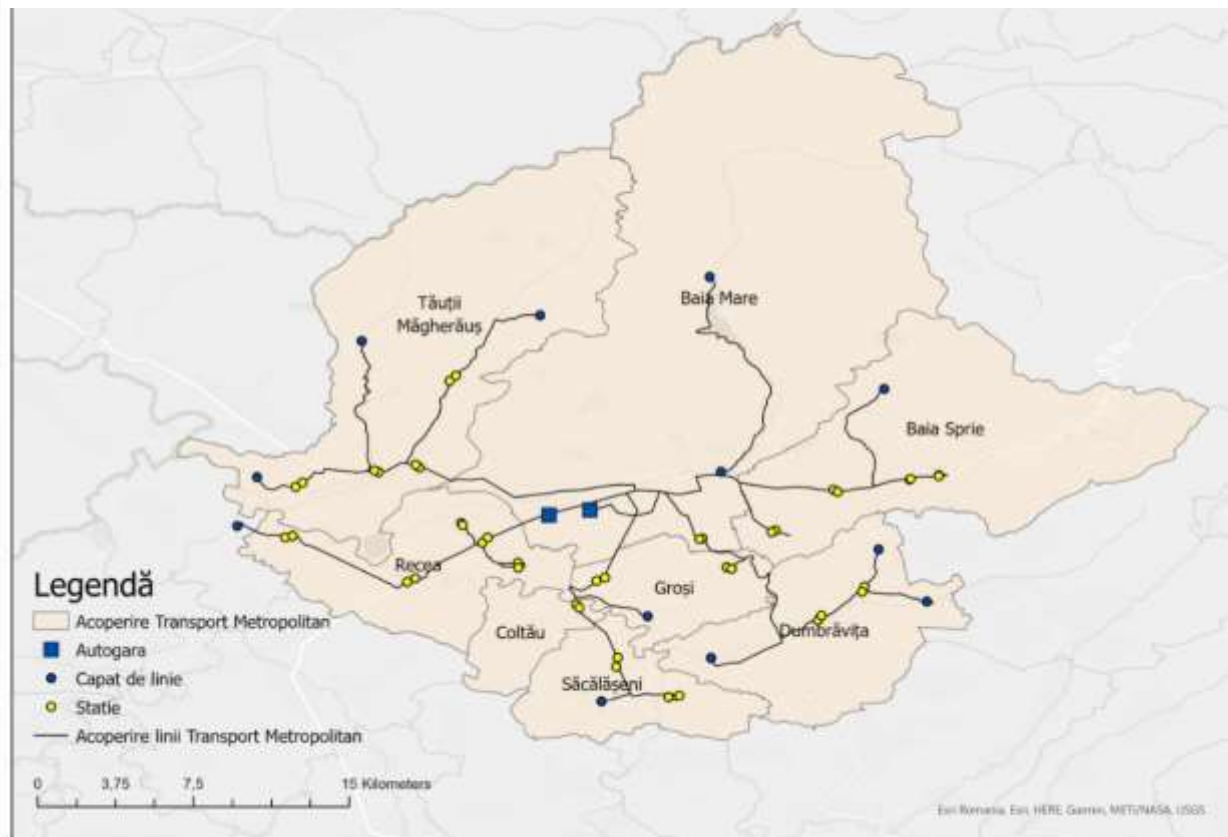 Tăuții
Măgherăuș
Baia Mare
Baia Sprie
Recea
Groși
Coltău
Dumbrăvița
Săcălășeni
Legendă
Acoperire Transport Metropolitan
Autogara
Capat de linie
Statie
Acoperire linii Transport Metropolitan
0 3,75 7,5 15 Kilometers
Esri Romania, Esri, HERE, Garmin, METI/NASA, USGS